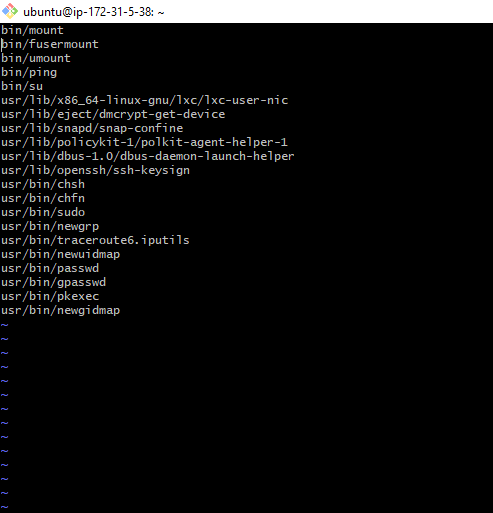 ubuntu@ip-172-31-5-38: ~
bin/mount
bin/fusermount
bin/umount
bin/ping
bin/su
usr/lib/x86_64-linux-gnu/lxc/lxc-user-nic
usr/lib/eject/dmcrypt-get-device
usr/lib/snapd/snap-confine
usr/lib/policykit-1/polkit-agent-helper-1
usr/lib/dbus-1.0/dbus-daemon-launch-helper
usr/lib/openssh/ssh-keysign
usr/bin/chsh
usr/bin/chfn
usr/bin/sudo
usr/bin/newgrp
usr/bin/traceroute6.iputils
usr/bin/newuidmap
usr/bin/passwd
usr/bin/gpasswd
usr/bin/pkexec
usr/bin/newgidmap
~
~
~
~
~
~
~
~
~
~
~
~
~
~